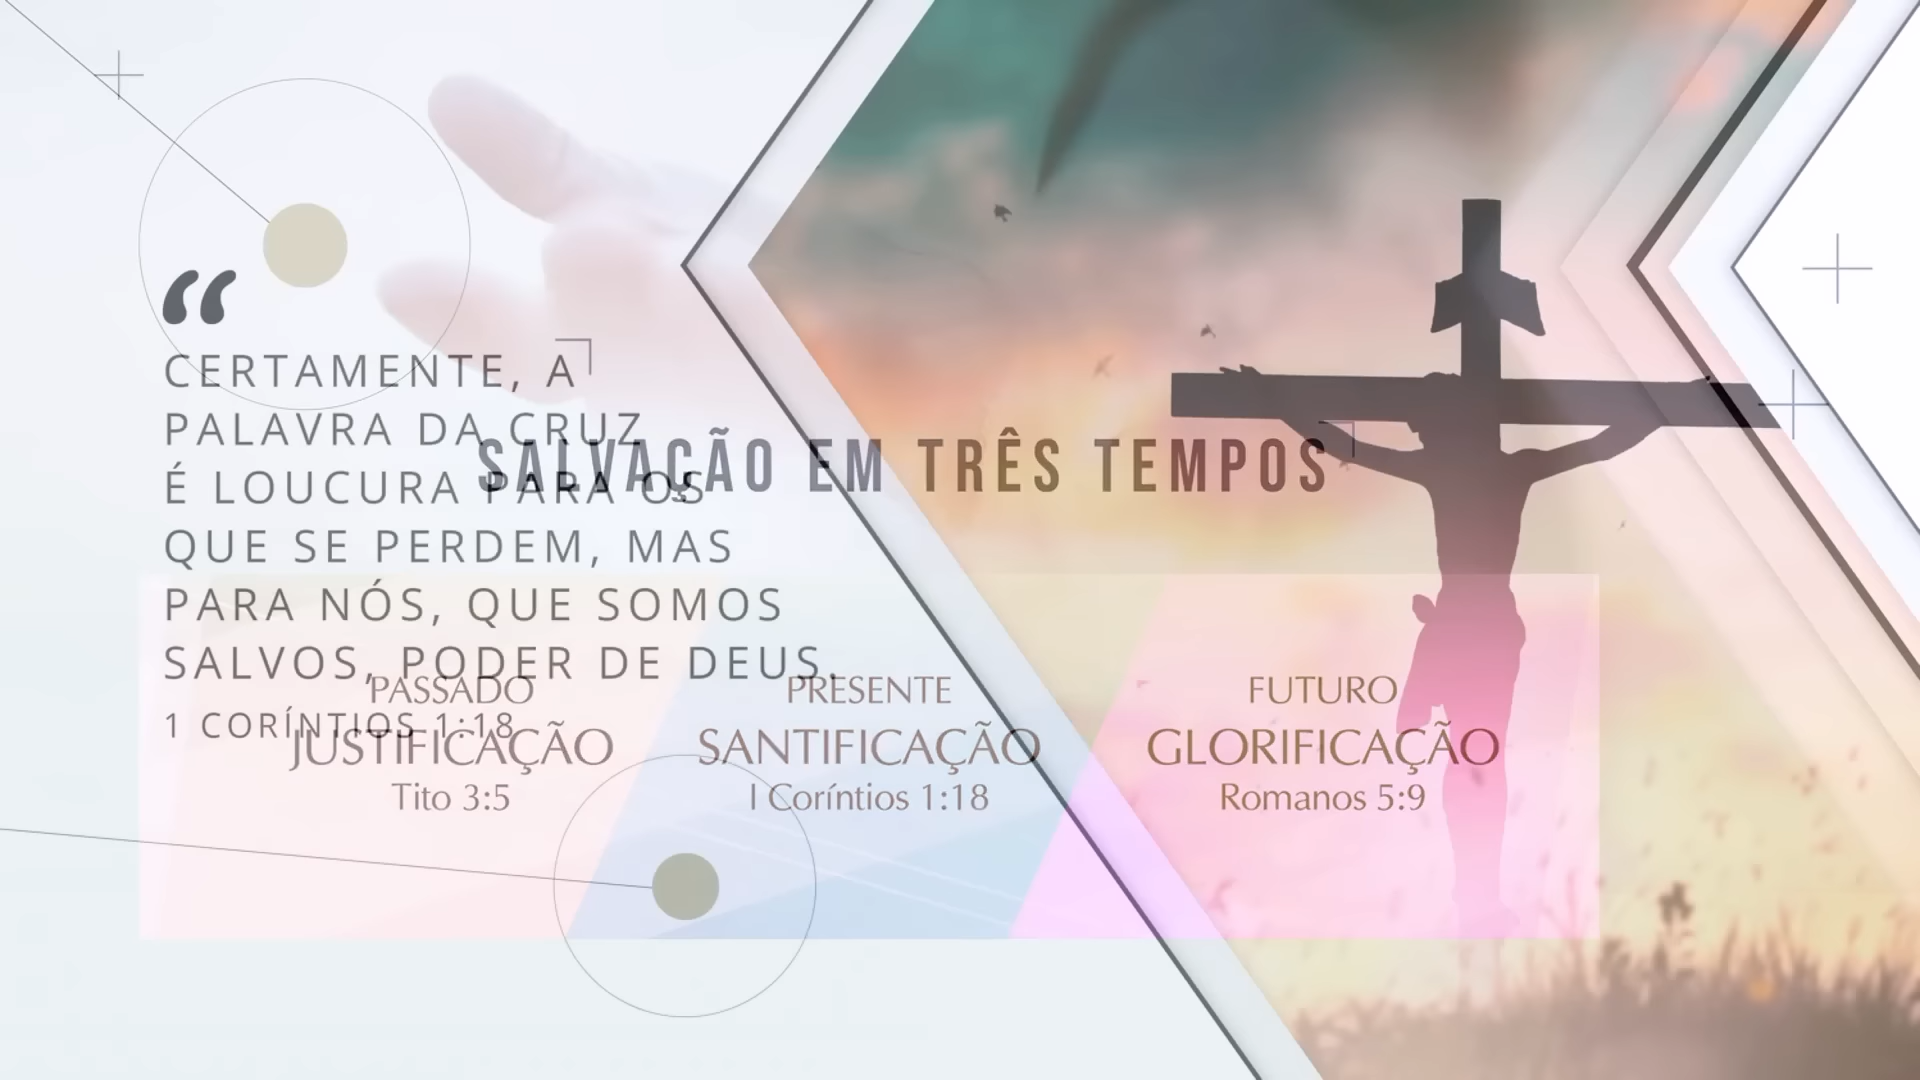 “
CERTAMENTE, A
PALAVRA DA CRUZ
É LOUCURA PARA OS
QUE SE PERDEM, MAS
PARA NÓS, QUE SOMOS
SALVOS, PODER DE DEUS.
1 CORÍNTIOS 1:18
SALVAÇÃO EM TRÊS TEMPOS
PASSADO
JUSTIFICAÇÃO
Tito 3:5
PRESENTE
SANTIFICAÇÃO
I Coríntios 1:18
FUTURO
GLORIFICAÇÃO
Romanos 5:9